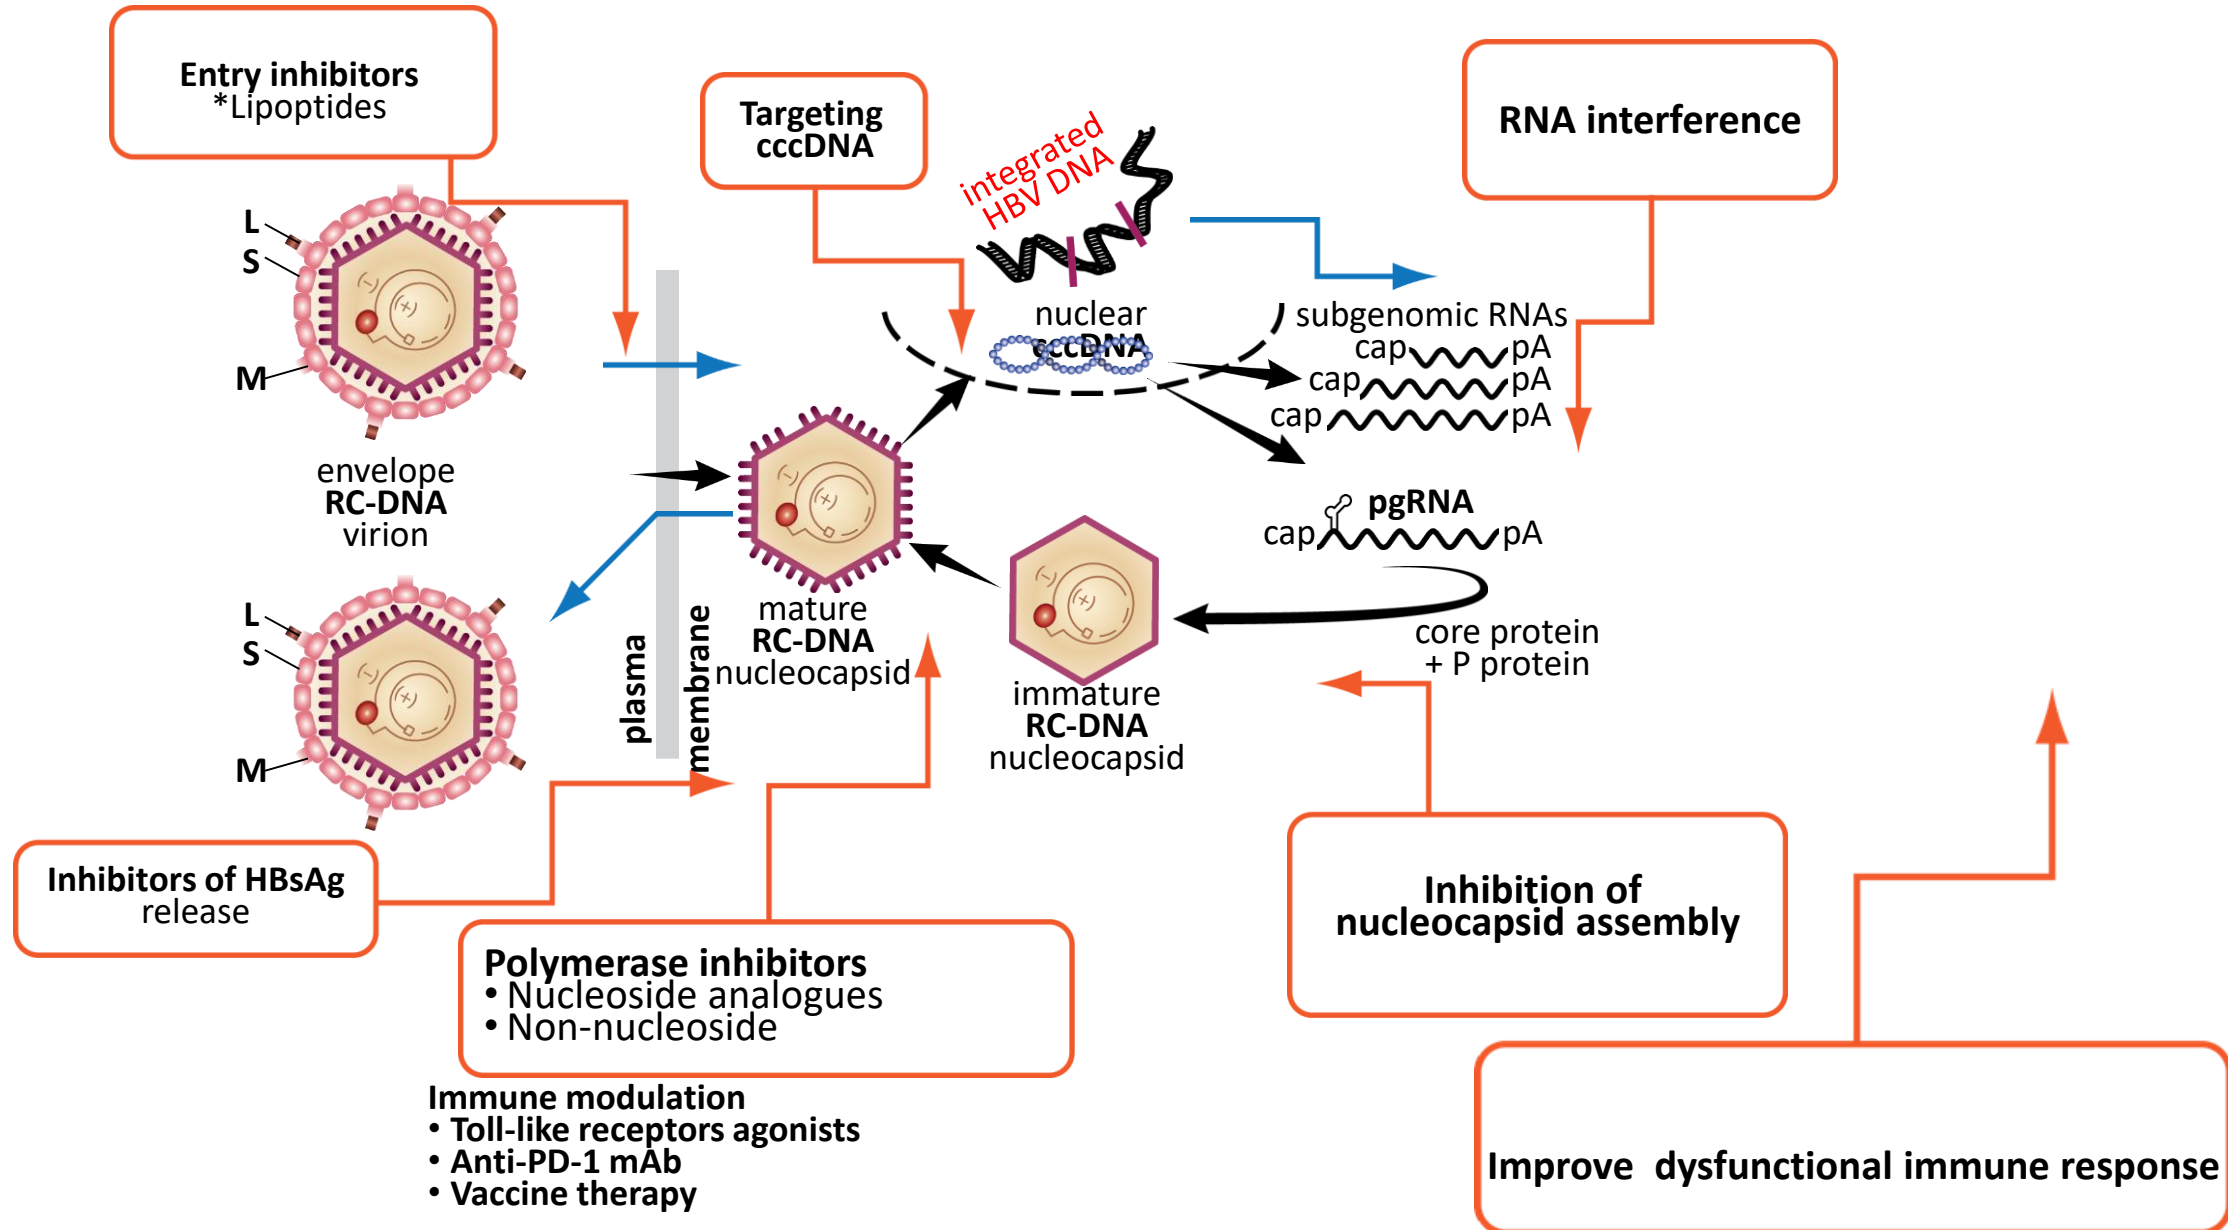 Entry inhibitors
*Lipoptides
Targeting
cccDNA
integrated
HBV DNA
RNA interference
L
S
M
envelope
RC-DNA
virion
nuclear
cccDNA
subgenomic RNAs
cap pA
cap pA
cap pA
pgRNA
cap pA
core protein
+ P protein
mature
RC-DNA
nucleocapsid
immature
RC-DNA
nucleocapsid
plasma
membrane
L
S
M
(-)
(+)
(-)
(+)
(-)
(+)
(-)
(+)
Inhibitors of HBsAg
release
Polymerase inhibitors
• Nucleoside analogues
• Non-nucleoside
Immune modulation
• Toll-like receptors agonists
• Anti-PD-1 mAb
• Vaccine therapy
Inhibition of
nucleocapsid assembly
Improve dysfunctional immune response